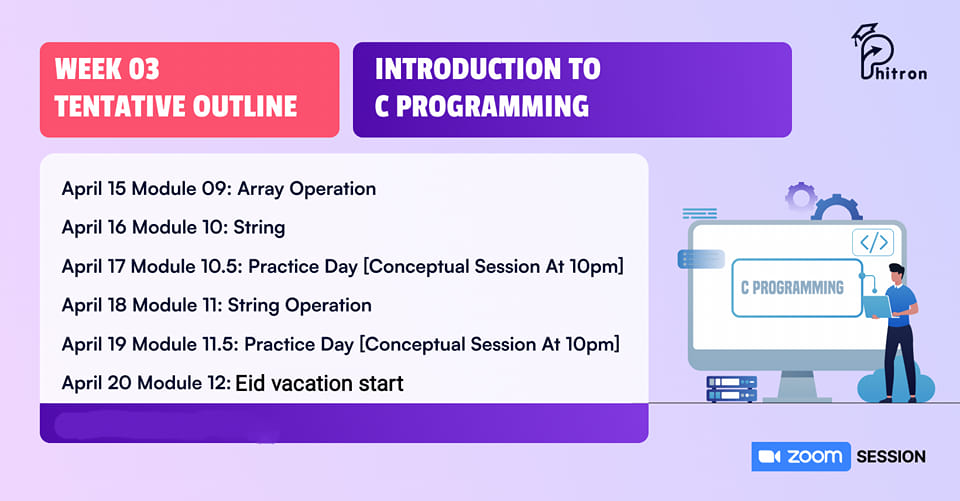 WEEK 03
TENTATIVE OUTLINE
INTRODUCTION TO
C PROGRAMMING
Phitron
April 15 Module 09: Array Operation
April 16 Module 10: String
April 17 Module 10.5: Practice Day [Conceptual Session At 10pm]
April 18 Module 11: String Operation
April 19 Module 11.5: Practice Day [Conceptual Session At 10pm]
April 20 Module 12: Eid vacation start
</>
C PROGRAMMING
zoom SESSION